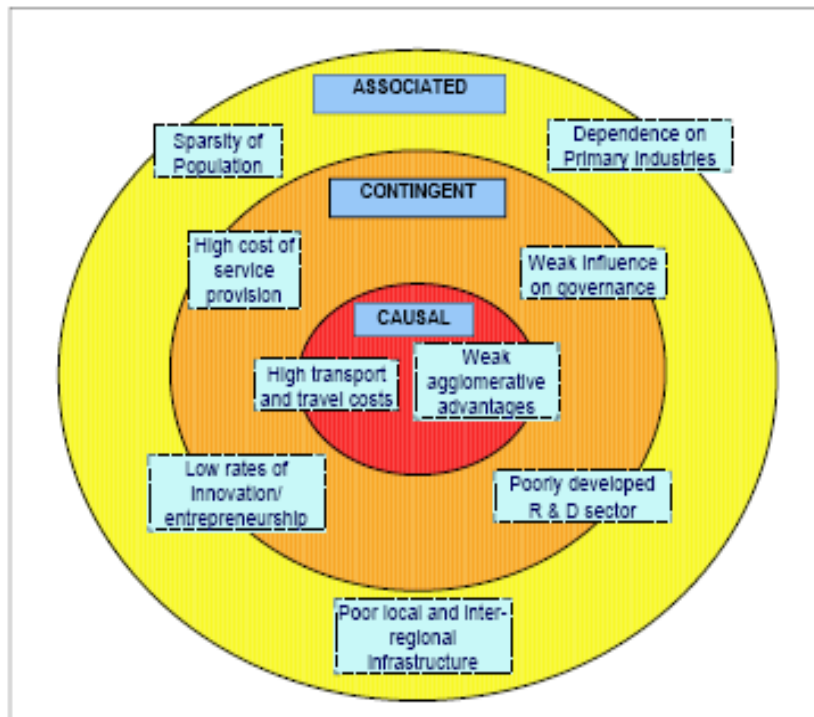 ASSOCIATED
Sparsity of
Population
Dependence on
Primary Industries
CONTINGENT
High cost of
service
provision
Weak Influence
on governance
CAUSAL
High transport
and travel costs
Weak
agglomerative
advantages
Low rates of
Innovation/
entrepreneurship
Poorly developed
R & D sector
Poor local and Inter-
regional
Infrastructure